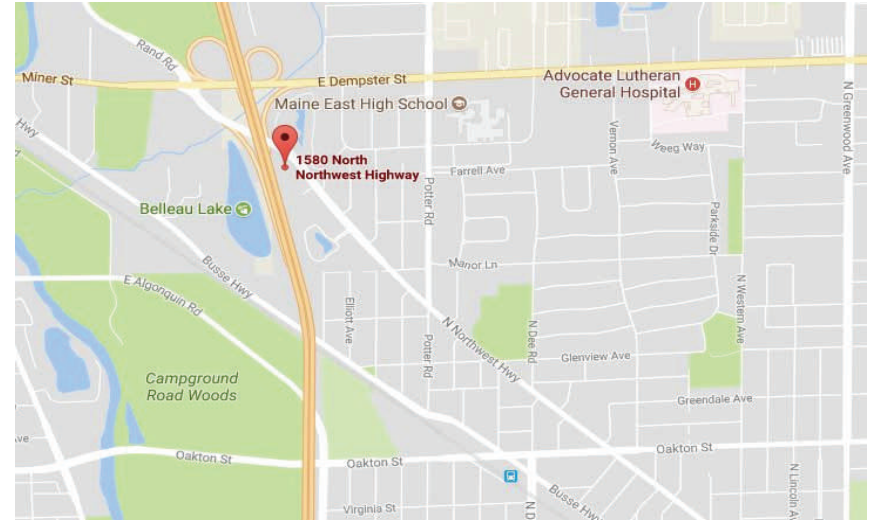 Rand Rd
Miner St
E Dempster St
Advocate Lutheran
General Hospital
H
N Greenwood Ave
Maine East High School
Hwy
Vernon Ave
Weeg Way
1580 North
Northwest Highway
Farrell Ave
Potter Rd
Belleau Lake
Parkside Dr
Busse Hwy
Manor Ln
E Algonquin Rd
Elliott Ave
N Western Ave
N Northwest Hwy
Potter Rd
N Dee Rd
Glenview Ave
Campground
Road Woods
Greendale Ave
Oakton St
Oakton St
Oakton St
N Lincoln A
Busse Hwy
Virginia St
N D
ve